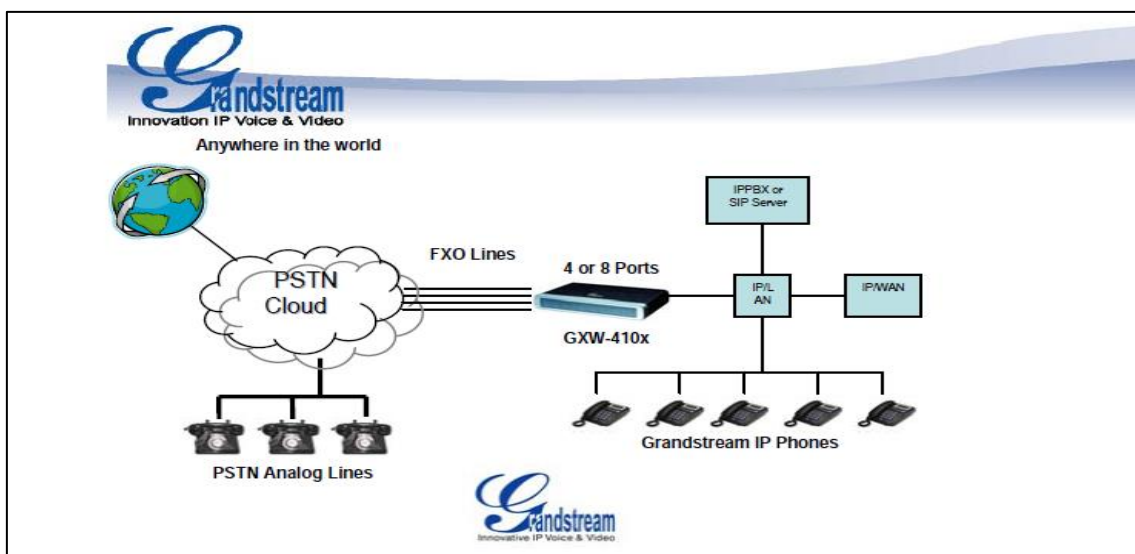 Grandstream
Innovation IP Voice & Video
Anywhere in the world
IPPBX or
SIP Server
FXO Lines
4 or 8 Ports
PSTN
Cloud
IP/L
AN
IP/WAN
GXW-410x
Grandstream IP Phones
PSTN Analog Lines
Grandstream
Innovative IP Voice & Video